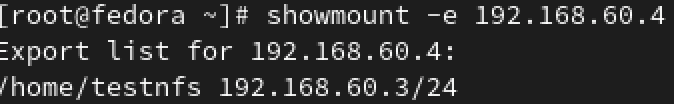 [root@fedora ~]# showmount -e 192.168.60.4
Export list for 192.168.60.4:
/home/testnfs 192.168.60.3/24